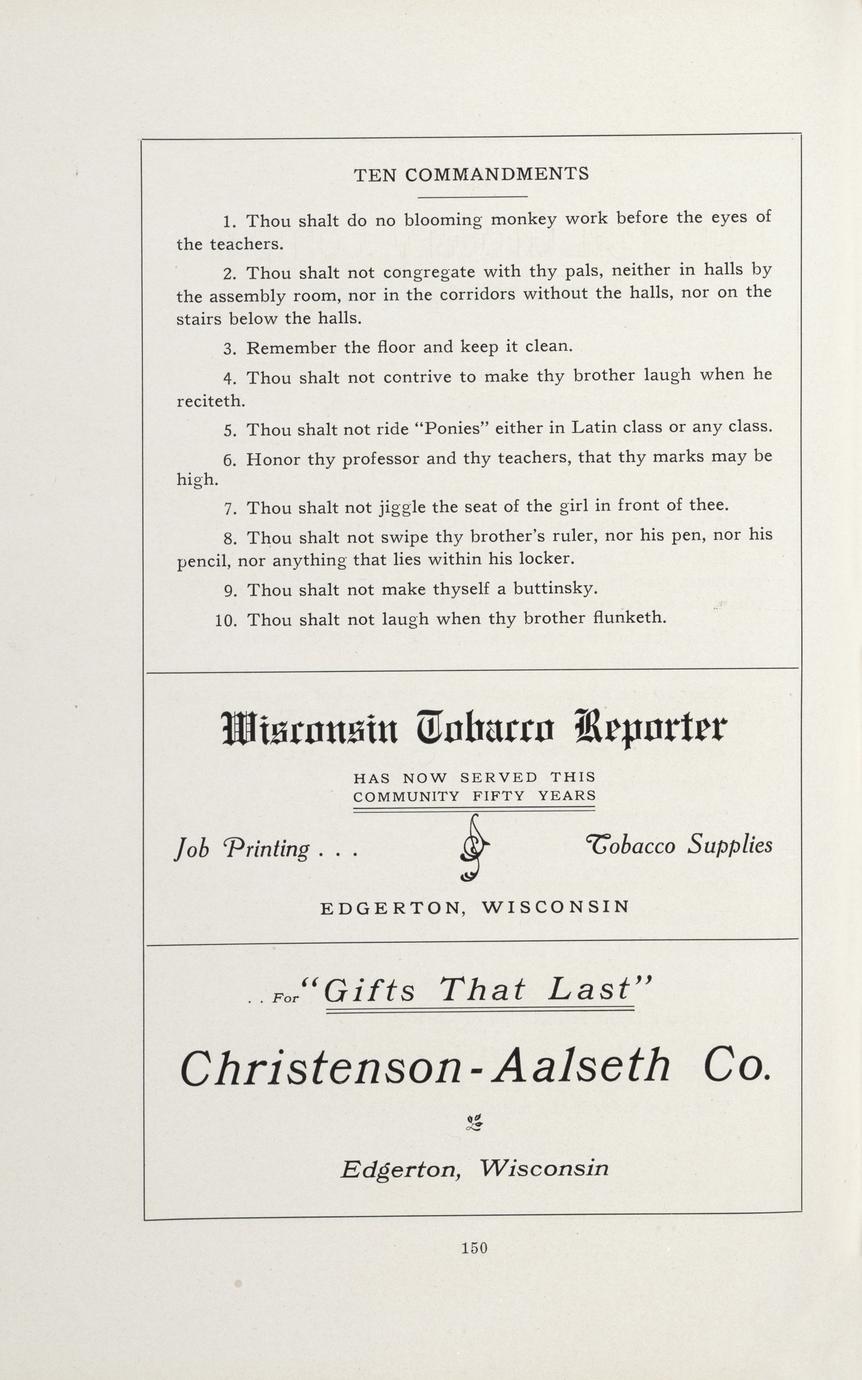 TEN COMMANDMENTS
1. Thou shalt do no blooming monkey work before the eyes of
the teachers.
2. Thou shalt not congregate with thy pals, neither in halls by
the assembly room, nor in the corridors without the halls, nor on the
stairs below the halls.
3. Remember the floor and keep it clean.
4. Thou shalt not contrive to make thy brother laugh when he
reciteth.
5. Thou shalt not ride “Ponies” either in Latin class or any class.
6. Honor thy professor and thy teachers, that thy marks may be
high.
7. Thou shalt not jiggle the seat of the girl in front of thee.
8. Thou shalt not swipe thy brother’s ruler, nor his pen, nor his
pencil, nor anything that lies within his locker.
9. Thou shalt not make thyself a buttinsky.
10. Thou shalt not laugh when thy brother flunketh.
Wisconsin Tobacco Reporter
HAS NOW SERVED THIS
COMMUNITY FIFTY YEARS
Job Printing . . . Tobacco Supplies
EDGERTON, WISCONSIN
. . For “Gifts That Last”
Christenson-Aalseth Co.
Edgerton, Wisconsin
150